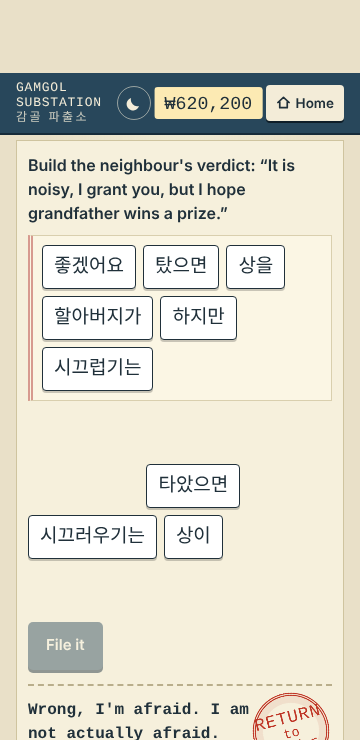 GAMGOL
SUBSTATION
감골 파출소
₩620,200
Home
Build the neighbour's verdict: “It is
noisy, I grant you, but I hope
grandfather wins a prize.”
좋겠어요 탔으면 상을
할아버지가 하지만
시끄럽기는
타았으면
시끄러우기는 상이
File it
Wrong, I'm afraid. I am
not actually afraid.
RETURN
to